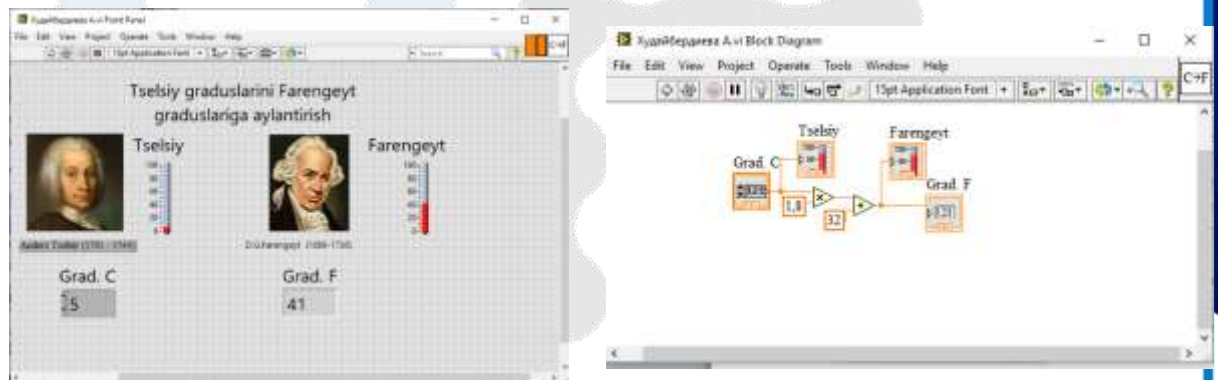 Худайбердиева A.vi Front Panel
File Edit View Project Operate Tools Window Help
15pt Application Font
Search
C→F
Tselsiy graduslarini Farengeyt
graduslariga aylantirish
Tselsiy
Farengeyt
Grad. C
Grad. F
5
41
Худайбердиева A.vi Block Diagram
File Edit View Project Operate Tools Window Help
15pt Application Font
C→F
Tselsiy
Farengeyt
Grad. C
Grad. F
1,8
32